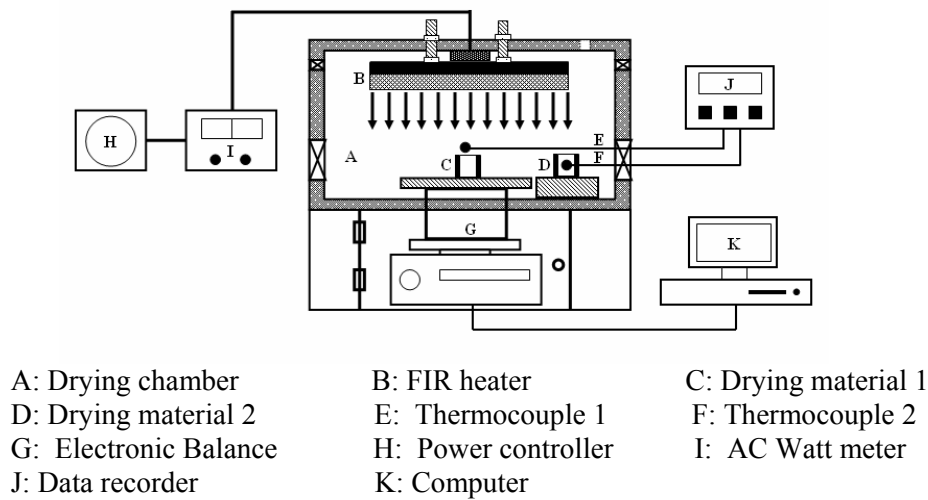 B
J
H
I
E
A
C
D
F
G
K
A: Drying chamber B: FIR heater C: Drying material 1
D: Drying material 2 E: Thermocouple 1 F: Thermocouple 2
G: Electronic Balance H: Power controller I: AC Watt meter
J: Data recorder K: Computer